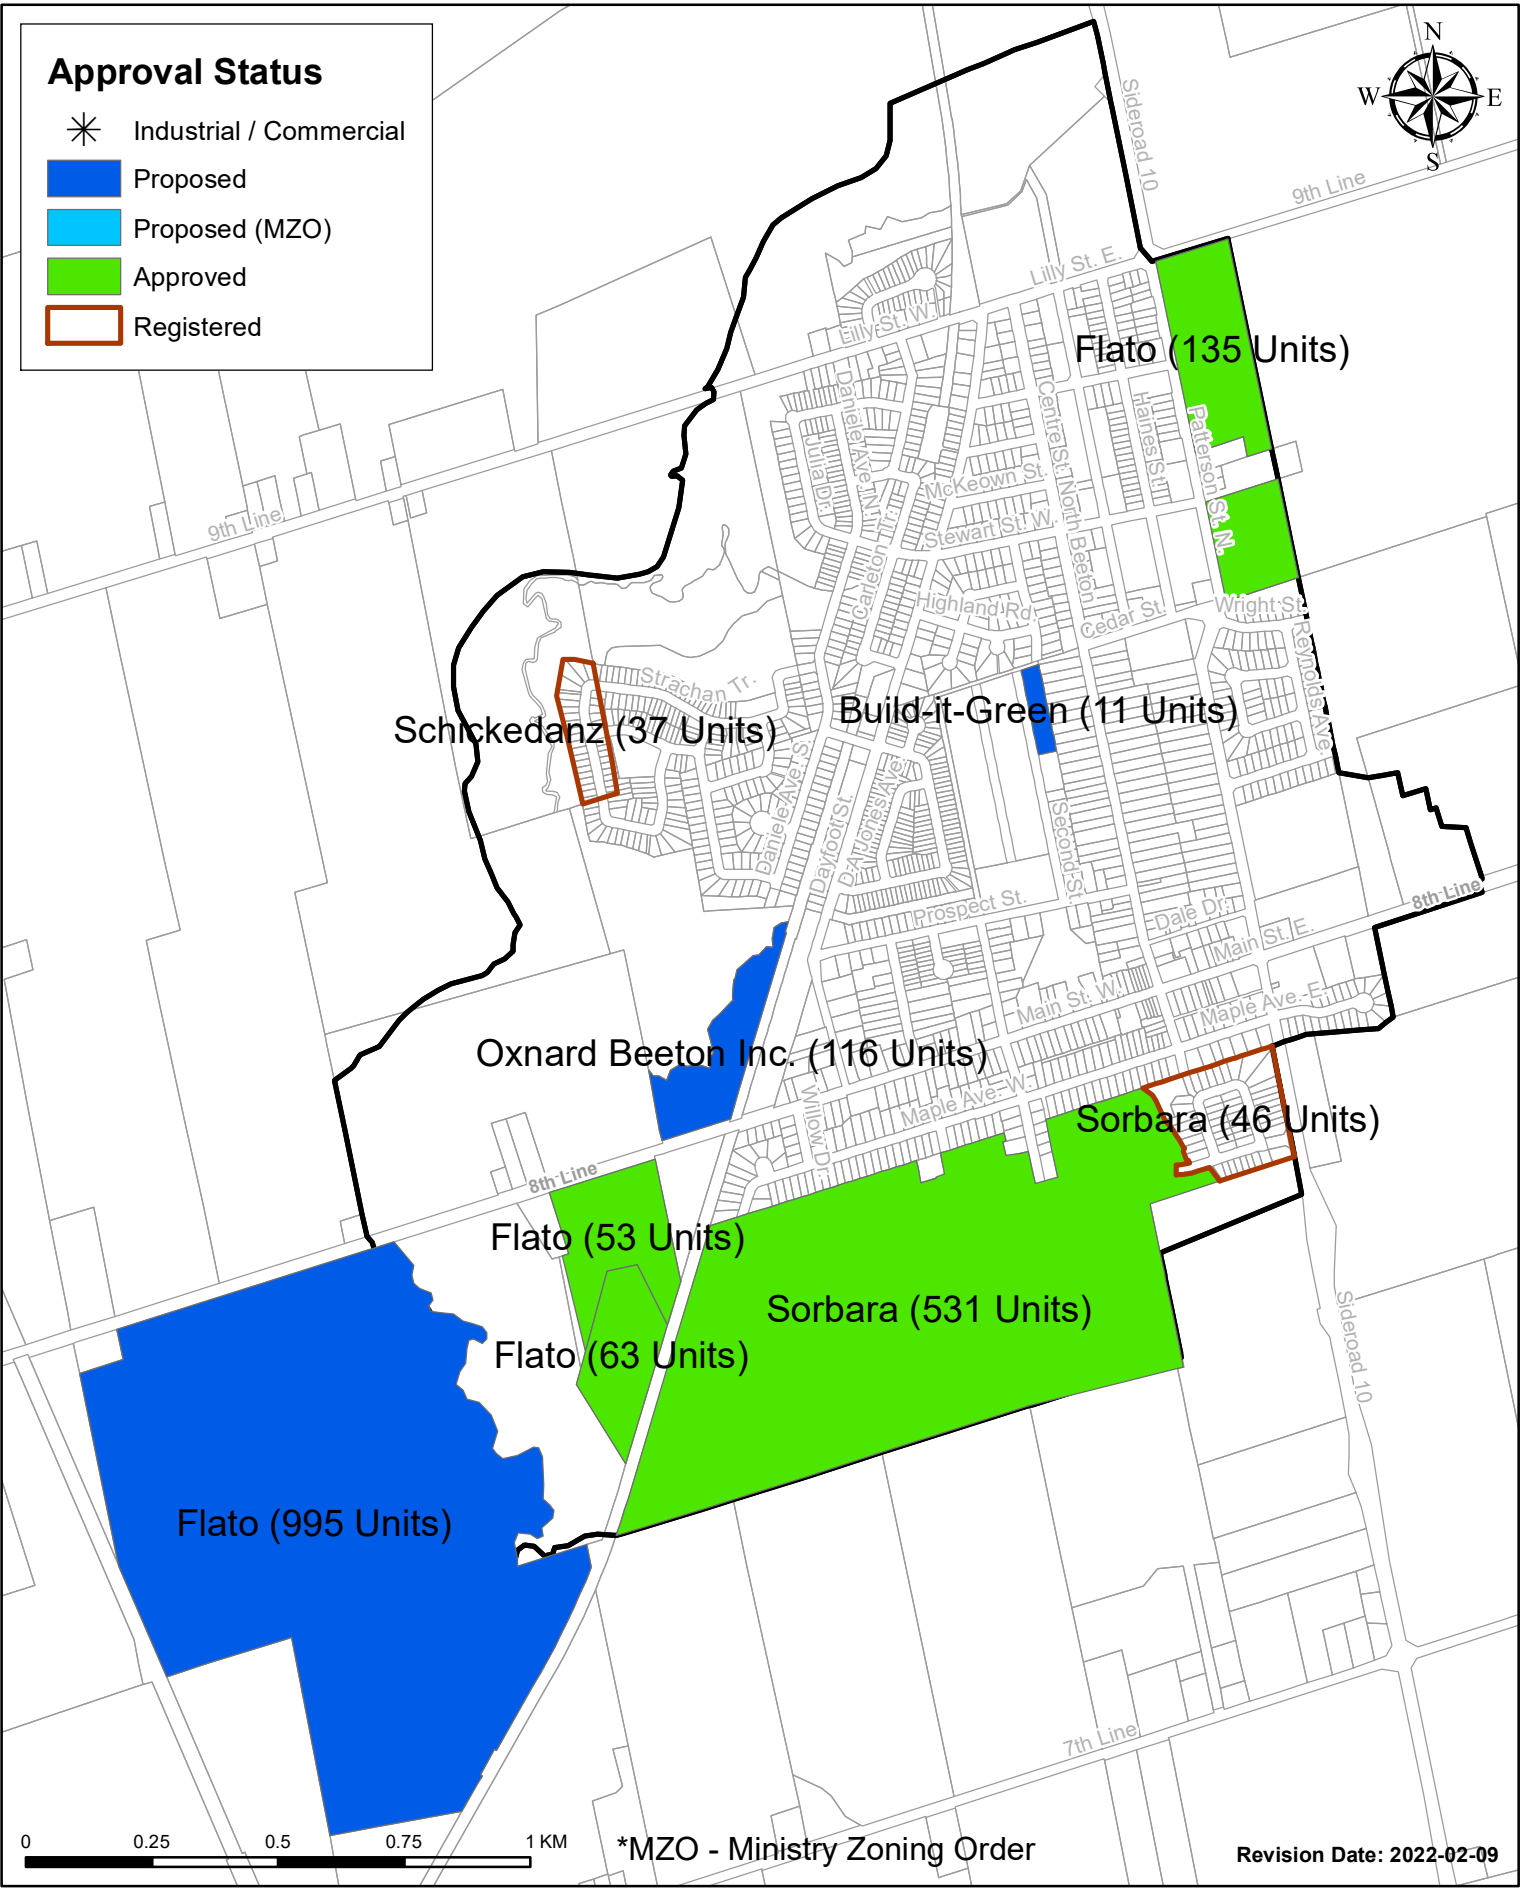 Approval Status
Industrial / Commercial
Proposed
Proposed (MZO)
Approved
Registered
N
W
E
S
Sideroad 10
9th Line
Lilly St. E.
Lilly St. W.
Flato (135 Units)
Daniele Ave. N.
Julia Dr.
Centre St. North Beeton
Haines St.
Patterson St. N.
McKeown St.
Stewart St. W.
9th Line
Carleton Tr.
Highland Rd.
Cedar St.
Wright St.
Reynolds Ave.
Strachan Tr.
Schickedanz (37 Units)
Build-it-Green (11 Units)
Daniele Ave. S.
Dayfoot St.
D.A. Jones Ave.
Second St.
Prospect St.
Dale Dr.
8th Line
Main St. E.
Main St. W.
Maple Ave. E.
Oxnard Beeton Inc. (116 Units)
Willow Dr.
Maple Ave. W.
Sorbara (46 Units)
8th Line
Flato (53 Units)
Sorbara (531 Units)
Flato (63 Units)
Sideroad 10
Flato (995 Units)
7th Line
0 0.25 0.5 0.75 1 KM
*MZO - Ministry Zoning Order
Revision Date: 2022-02-09